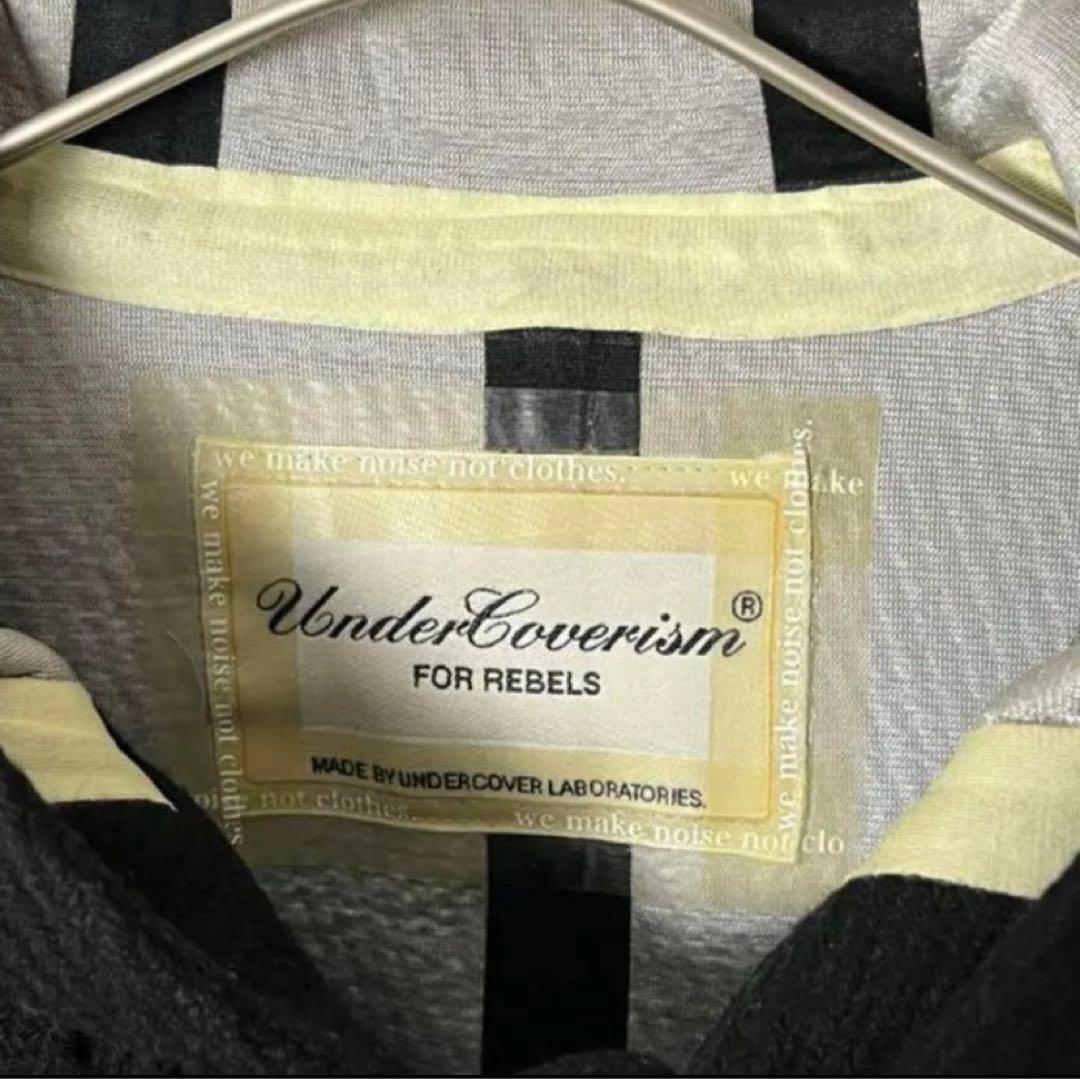 we make noise not clothes.
we make
we make noise not clothes
we make noise not clothes.
UnderCoverism®
FOR REBELS
MADE BY UNDERCOVER LABORATORIES.
not clothes.
we make noise not clo